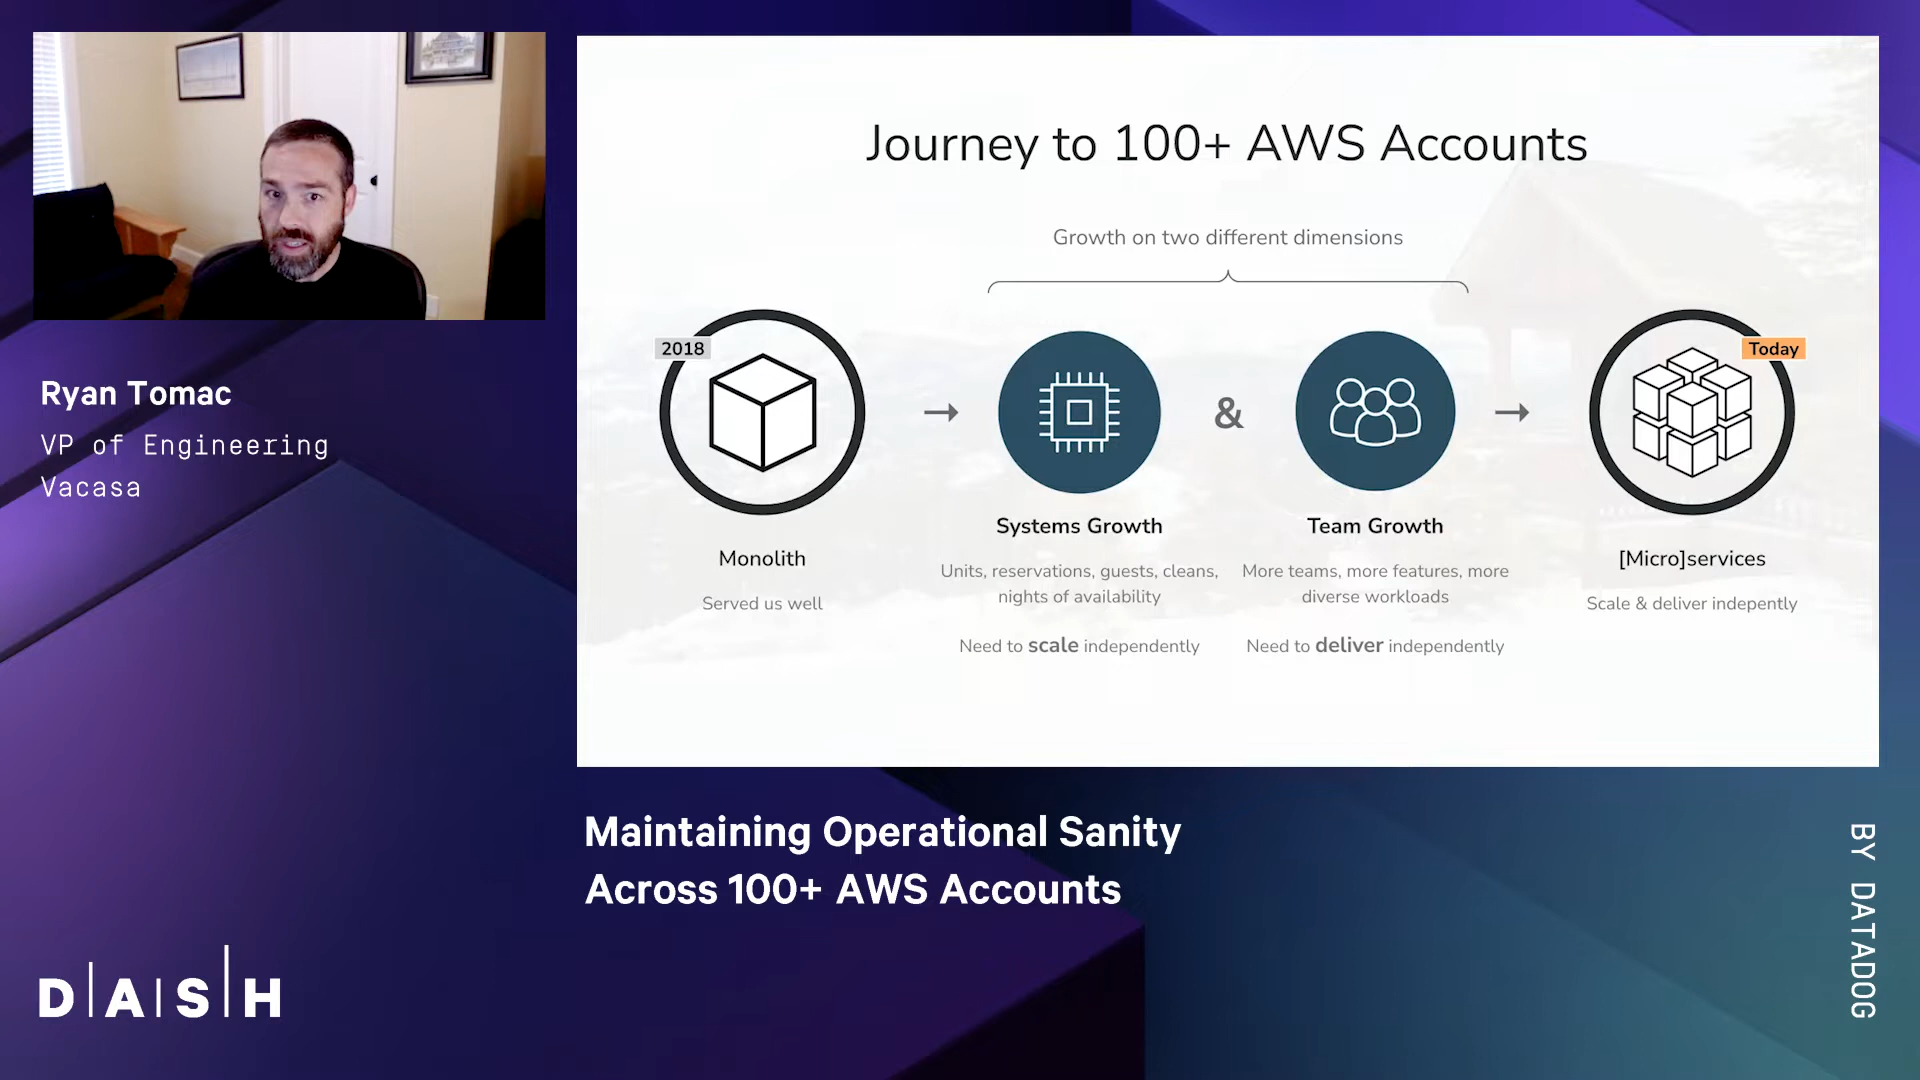 Ryan Tomac
VP of Engineering
Vacasa
Journey to 100+ AWS Accounts
Growth on two different dimensions
2018
Monolith
Served us well
Systems Growth
Units, reservations, guests, cleans,
nights of availability
Need to scale independently
&
Team Growth
More teams, more features, more
diverse workloads
Need to deliver independently
Today
[Micro]services
Scale & deliver indepently
Maintaining Operational Sanity
Across 100+ AWS Accounts
D|A|S|H
BY DATADOG